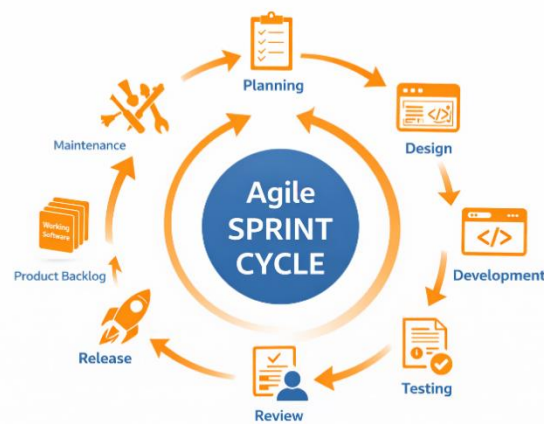 Planning
Design
</>
Development
Testing
Review
Release
Working
Software
Product Backlog
Maintenance
Agile
SPRINT
CYCLE